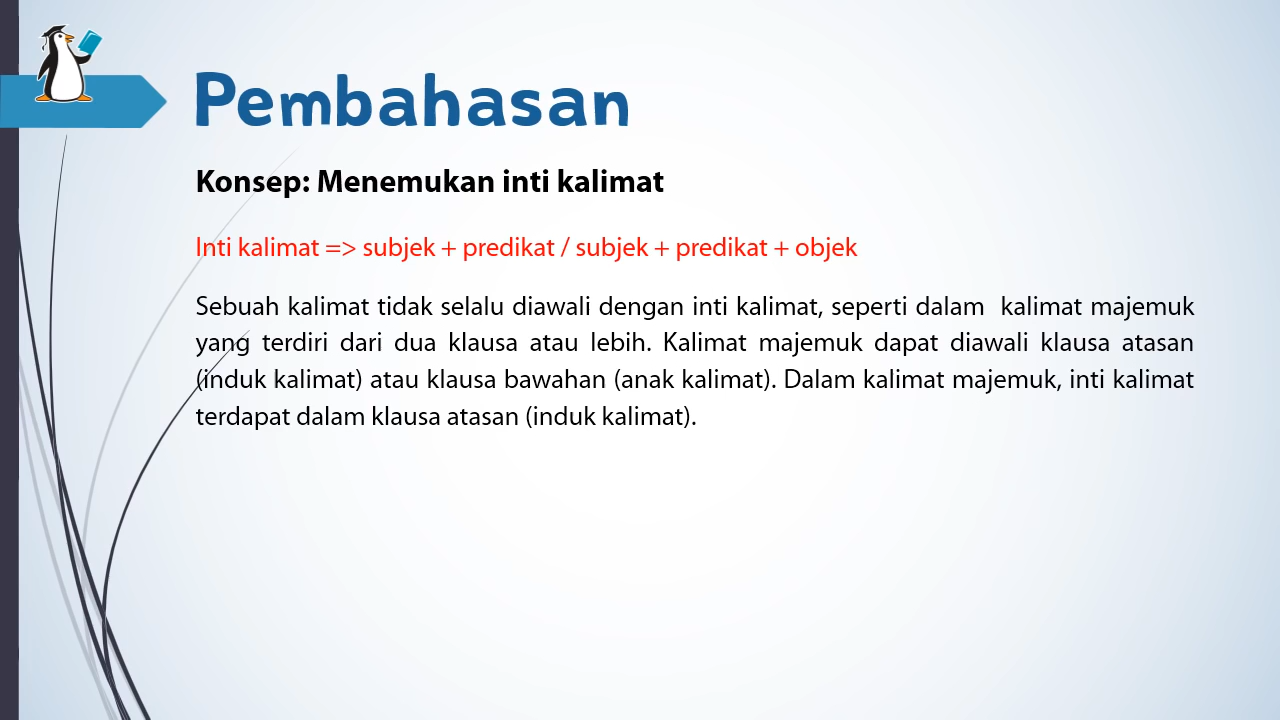 Pembahasan
Konsep: Menemukan inti kalimat
Inti kalimat => subjek + predikat / subjek + predikat + objek
Sebuah kalimat tidak selalu diawali dengan inti kalimat, seperti dalam  kalimat majemuk
yang terdiri dari dua klausa atau lebih. Kalimat majemuk dapat diawali klausa atasan
(induk kalimat) atau klausa bawahan (anak kalimat). Dalam kalimat majemuk, inti kalimat
terdapat dalam klausa atasan (induk kalimat).